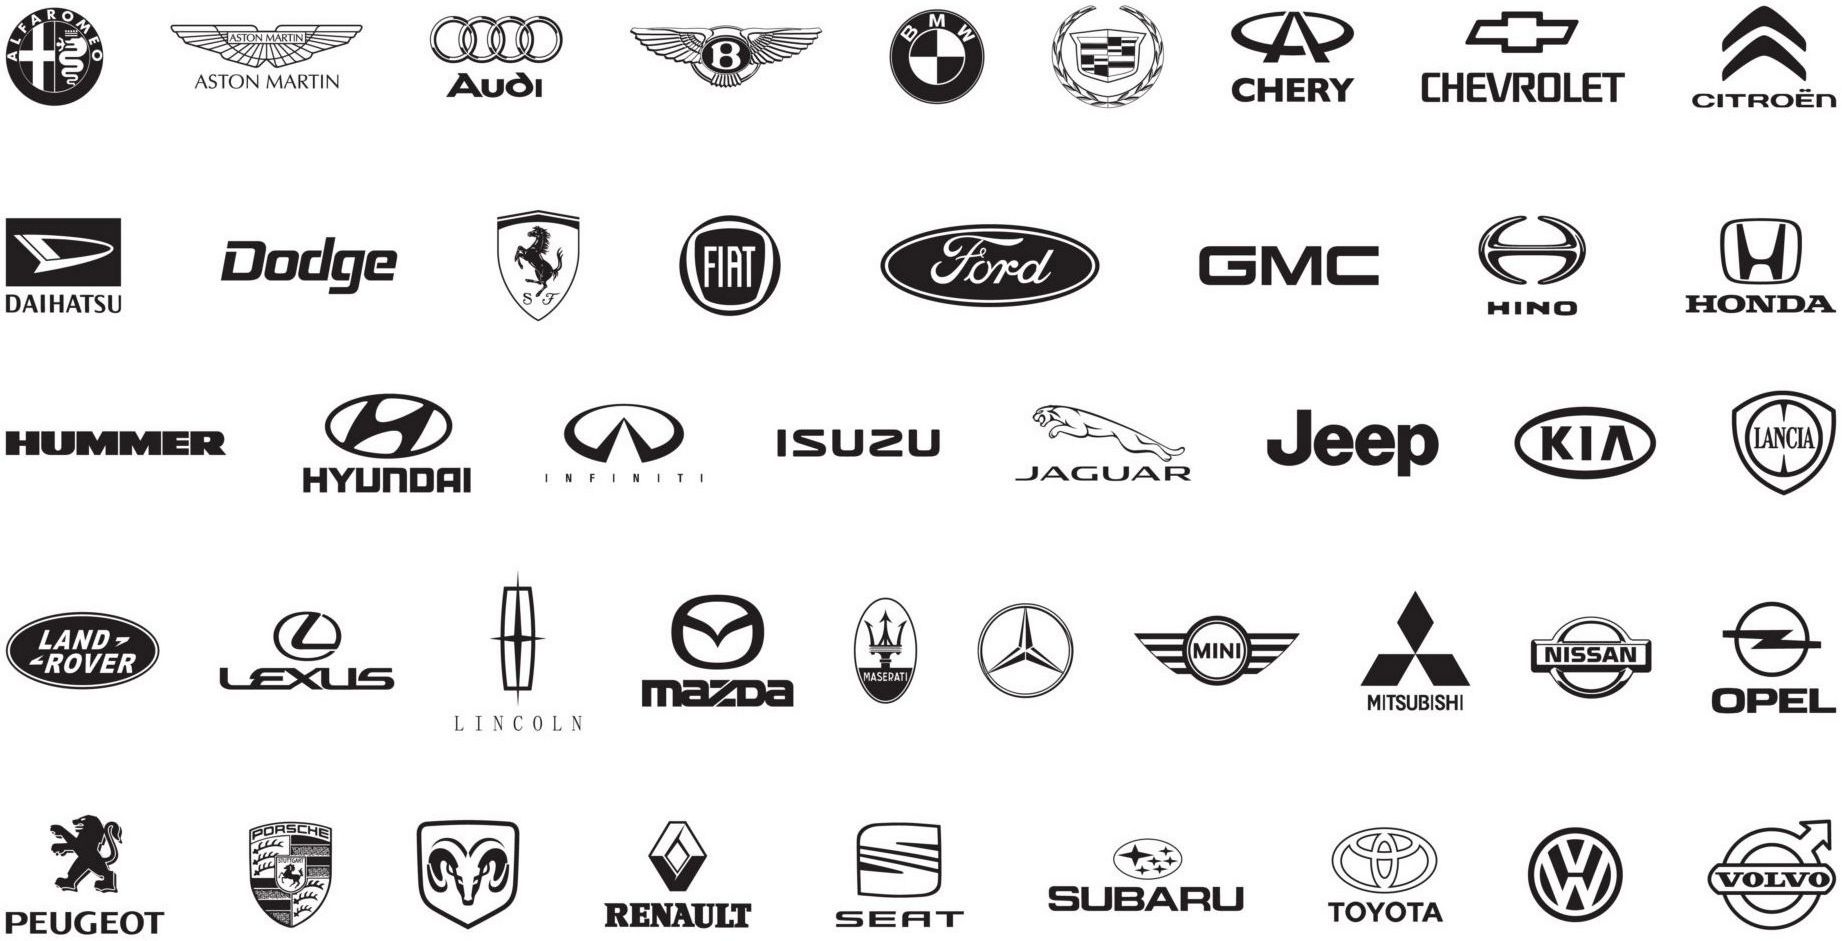 ALFA ROMEO
ASTON MARTIN
ASTON MARTIN
Audi
B
BMW
CHERY
CHEVROLET
CITROËN
DAIHATSU
Dodge
S F
FIAT
Ford
GMC
HINO
HONDA
HUMMER
HYUNDAI
INFINITI
ISUZU
JAGUAR
Jeep
KIA
LANCIA
LAND
ROVER
LEXUS
LINCOLN
mazda
MASERATI
MINI
MITSUBISHI
NISSAN
OPEL
PEUGEOT
PORSCHE
STUTTGART
RENAULT
SEAT
SUBARU
TOYOTA
VW
VOLVO